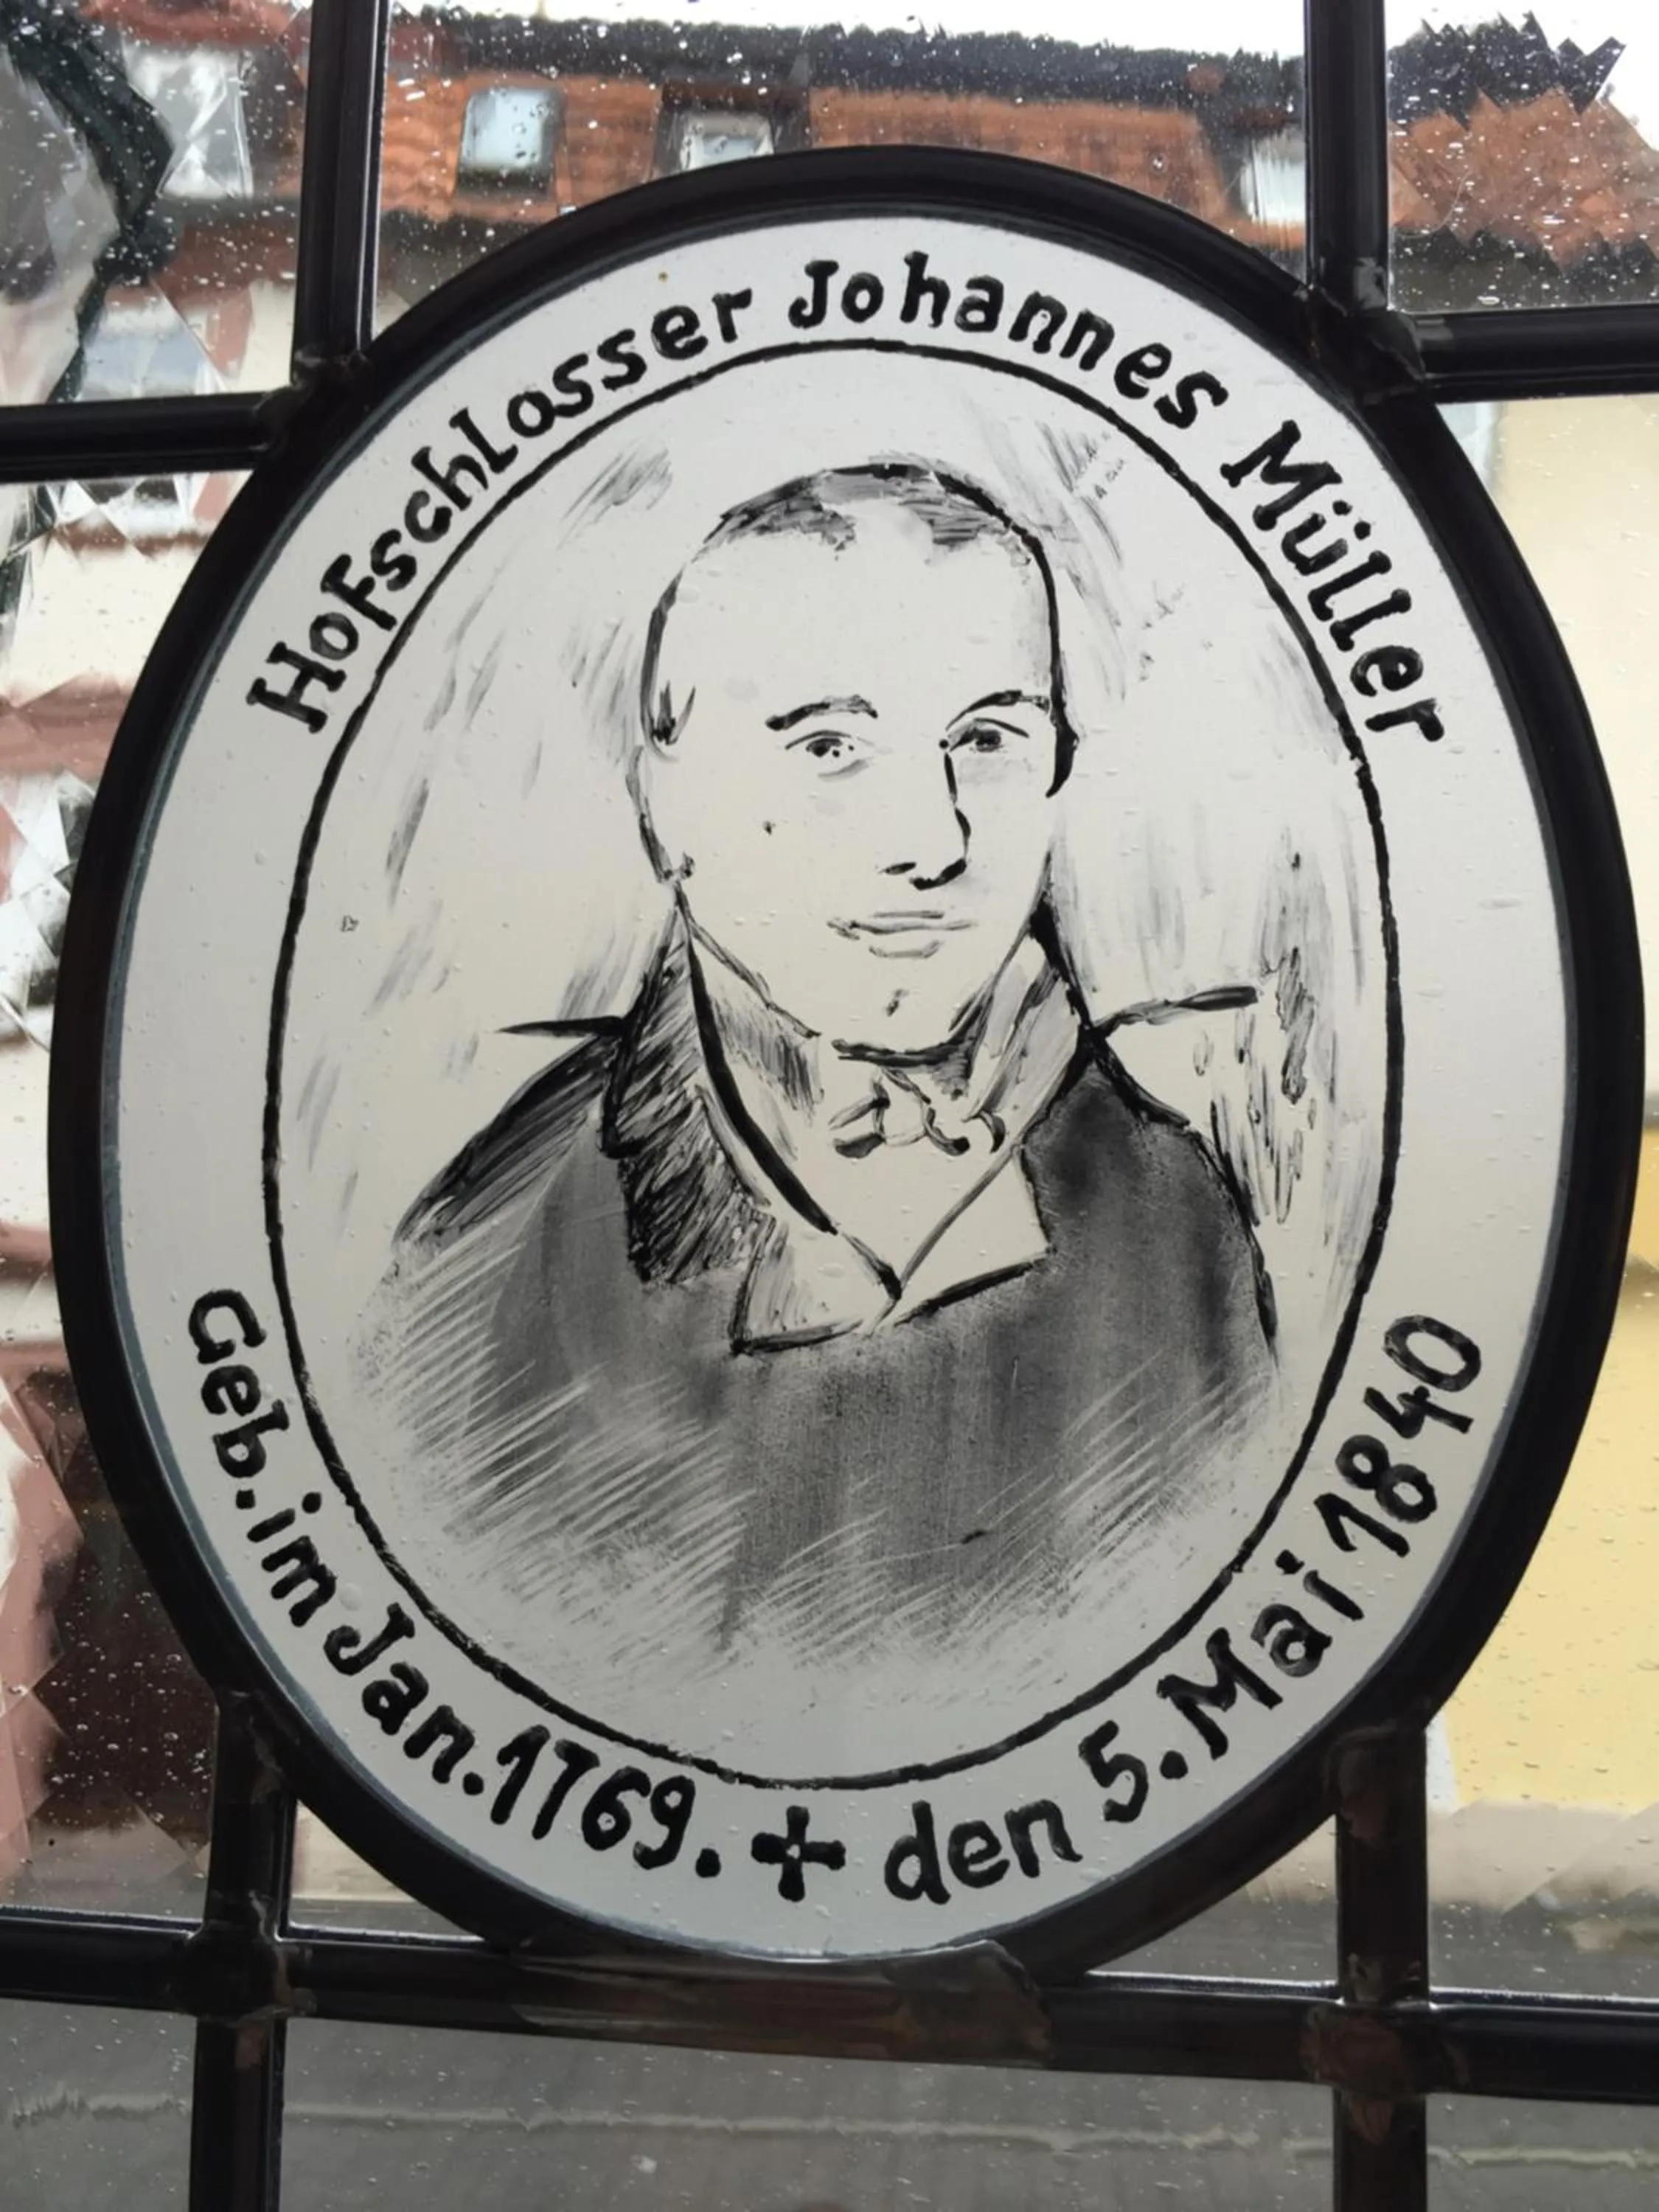 Hofschlosser Johannes Müller
Geb. im Jan. 1769. + den 5. Mai 1840